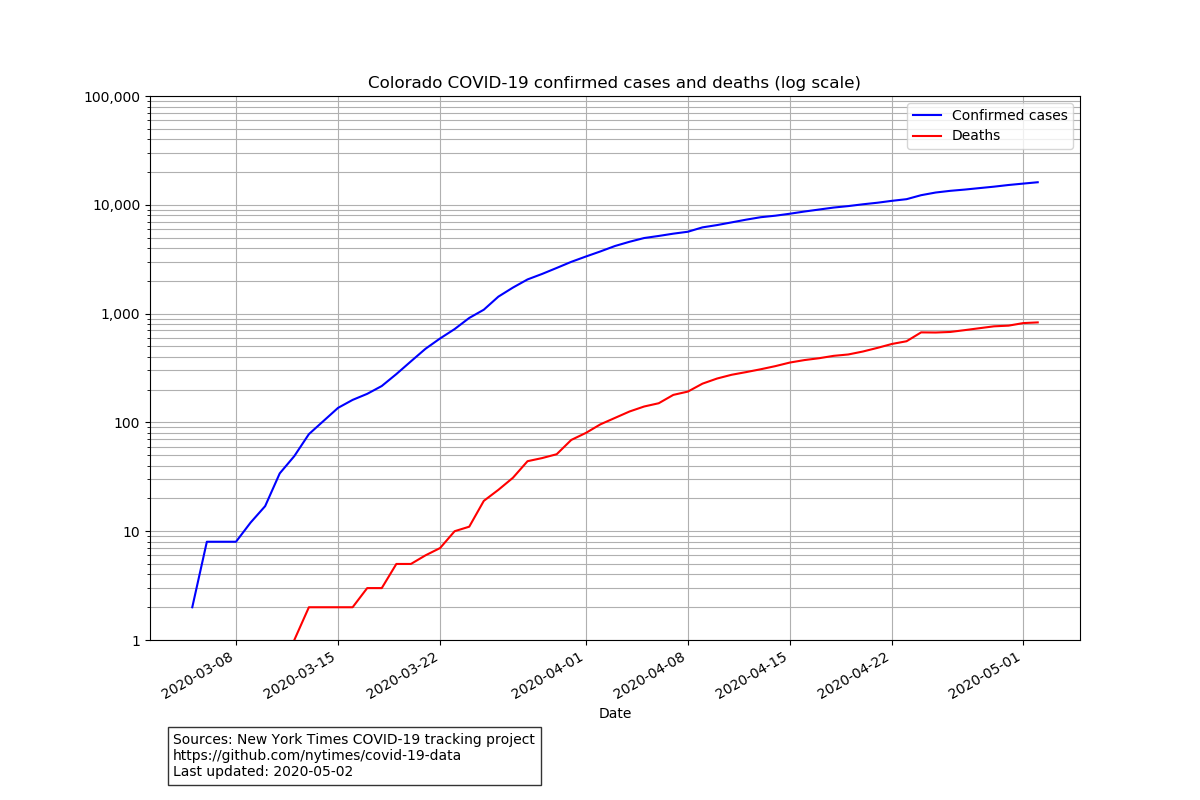 Colorado COVID-19 confirmed cases and deaths (log scale)
100,000
10,000
1,000
100
10
1
Confirmed cases
Deaths
2020-03-08
2020-03-15
2020-03-22
2020-04-01
2020-04-08
2020-04-15
2020-04-22
2020-05-01
Date
Sources: New York Times COVID-19 tracking project
https://github.com/nytimes/covid-19-data
Last updated: 2020-05-02